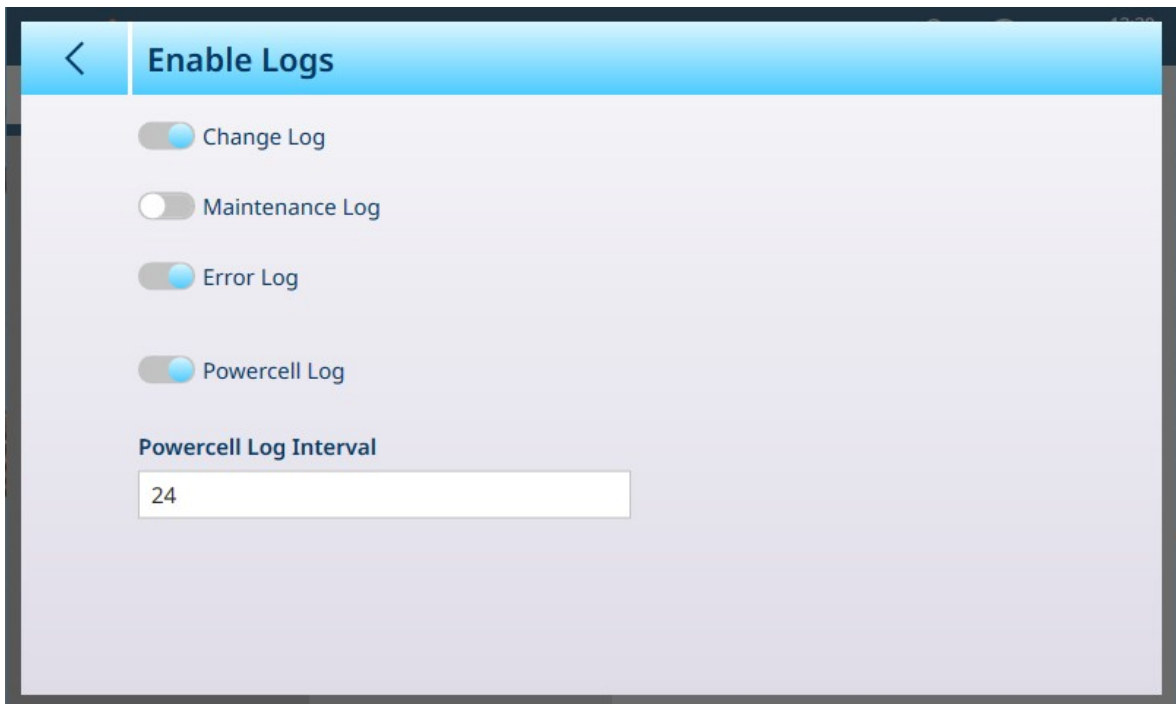 Enable Logs
Change Log
Maintenance Log
Error Log
Powercell Log
Powercell Log Interval
24